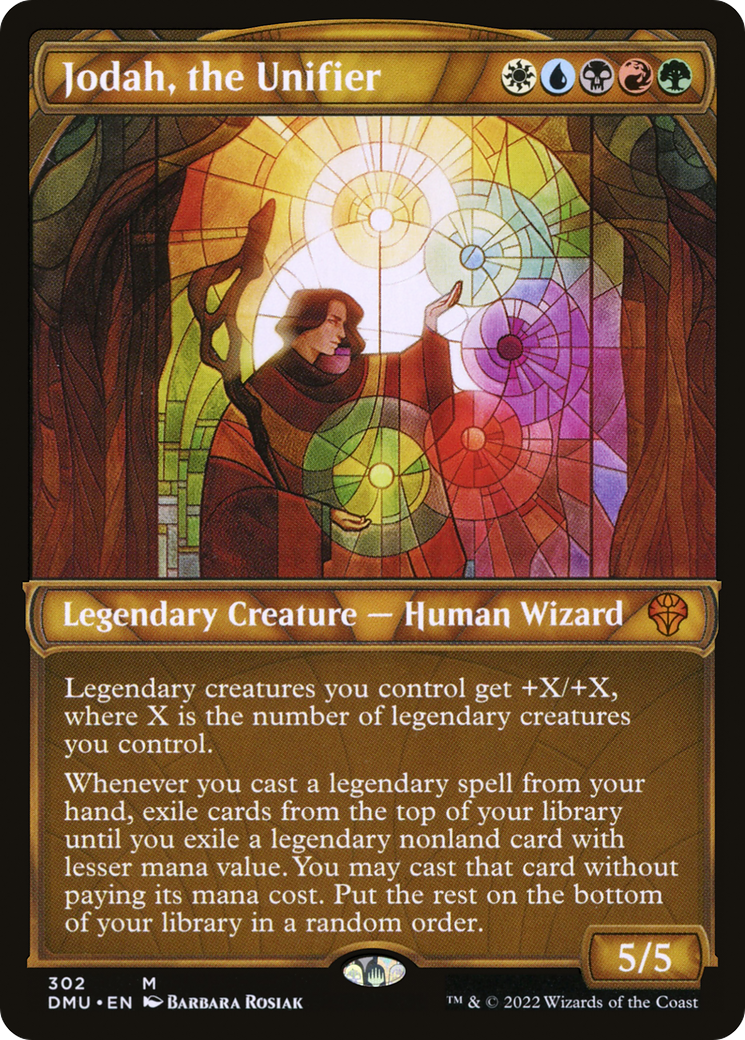 Jodah, the Unifier
Legendary Creature — Human Wizard
Legendary creatures you control get +X/+X,
where X is the number of legendary creatures
you control.
Whenever you cast a legendary spell from your
hand, exile cards from the top of your library
until you exile a legendary nonland card with
lesser mana value. You may cast that card without
paying its mana cost. Put the rest on the bottom
of your library in a random order.
5/5
302 M
DMU • EN Barbara Rosiak
™ & © 2022 Wizards of the Coast